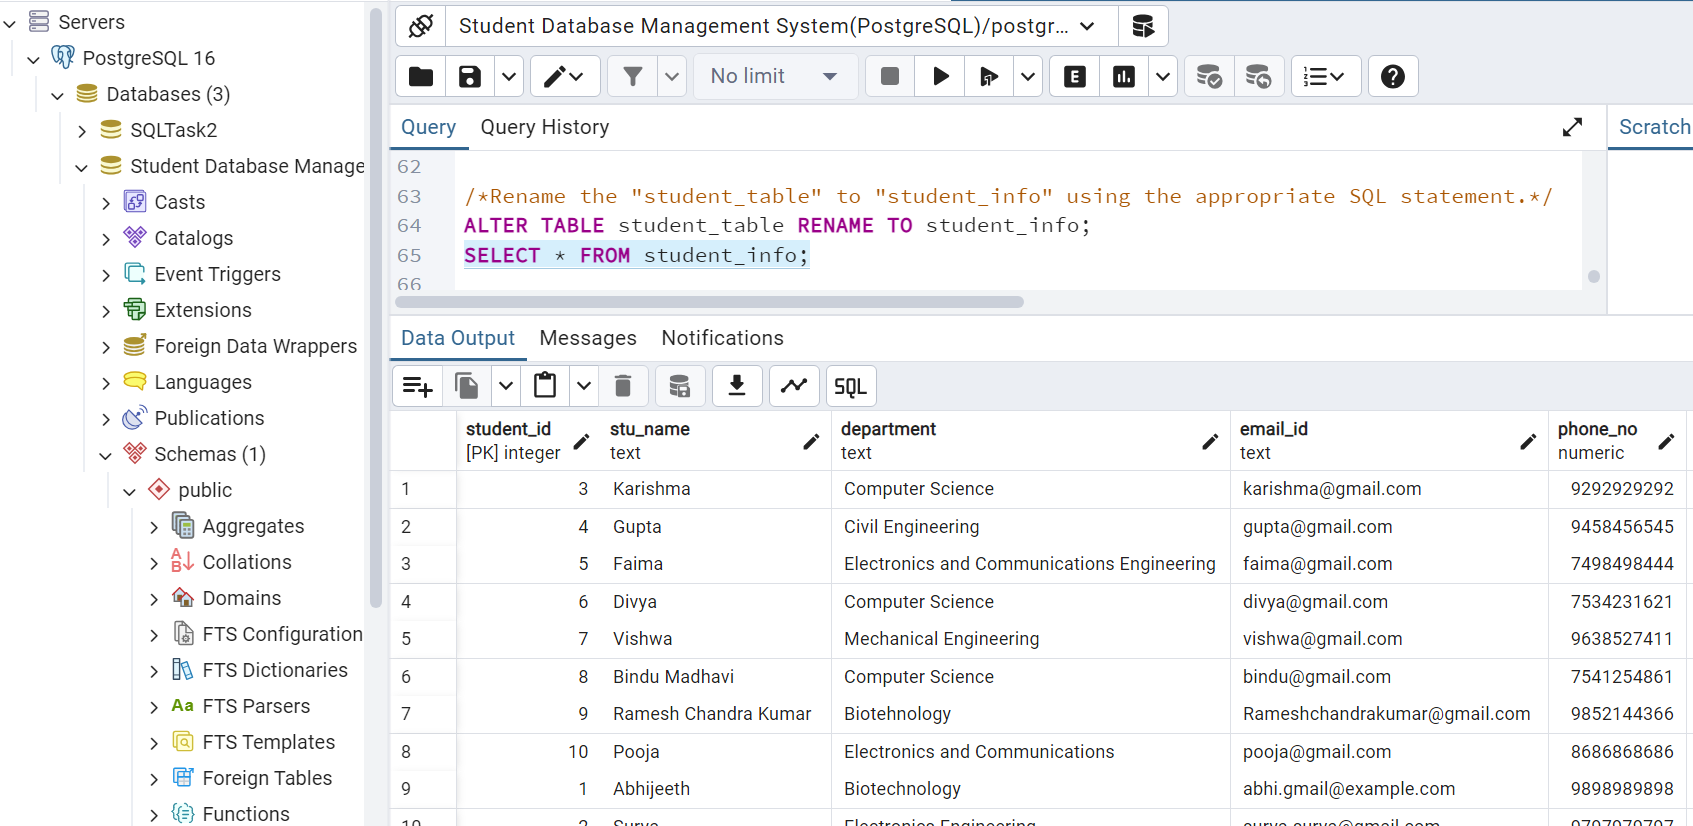 Servers
PostgreSQL 16
Databases (3)
SQLTask2
Student Database Manage
Casts
Catalogs
Event Triggers
Extensions
Foreign Data Wrappers
Languages
Publications
Schemas (1)
public
Aggregates
Collations
Domains
FTS Configuration
FTS Dictionaries
Aa FTS Parsers
FTS Templates
Foreign Tables
Functions
Student Database Management System(PostgreSQL)/postgr...
No limit
Query Query History
Scratch
62
63 /*Rename the "student_table" to "student_info" using the appropriate SQL statement.*/
64 ALTER TABLE student_table RENAME TO student_info;
65 SELECT * FROM student_info;
66
Data Output Messages Notifications
SQL
student_id stu_name department email_id phone_no
[PK] integer text text text numeric
1 3 Karishma Computer Science karishma@gmail.com 9292929292
2 4 Gupta Civil Engineering gupta@gmail.com 9458456545
3 5 Faima Electronics and Communications Engineering faima@gmail.com 7498498444
4 6 Divya Computer Science divya@gmail.com 7534231621
5 7 Vishwa Mechanical Engineering vishwa@gmail.com 9638527411
6 8 Bindu Madhavi Computer Science bindu@gmail.com 7541254861
7 9 Ramesh Chandra Kumar Biotehnology Rameshchandrakumar@gmail.com 9852144366
8 10 Pooja Electronics and Communications pooja@gmail.com 8686868686
9 1 Abhijeeth Biotechnology abhi.gmail@example.com 9898989898
10 2 Surya Electronics Engineering